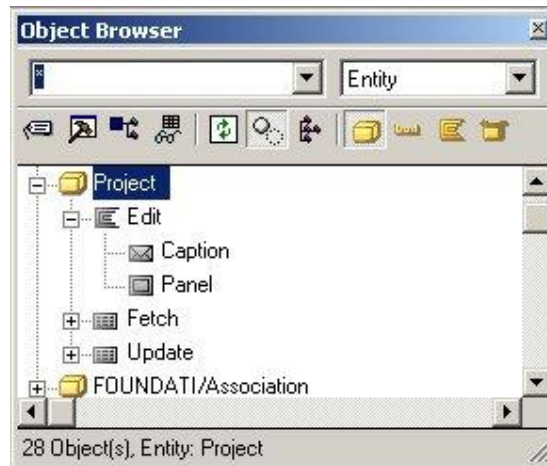 Object Browser
*
Entity
Project
Edit
Caption
Panel
Fetch
Update
FOUNDATI/Association
28 Object(s), Entity: Project